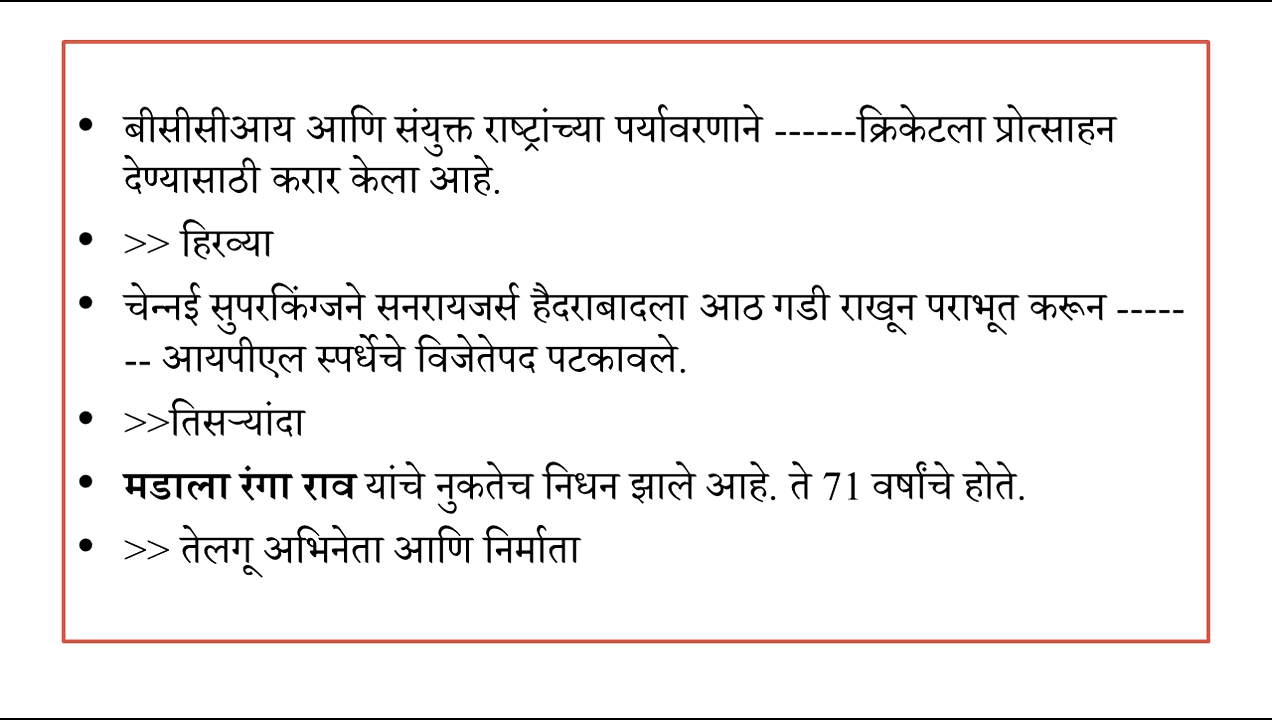 • बीसीसीआय आणि संयुक्त राष्ट्रांच्या पर्यावरणाने ------क्रिकेटला प्रोत्साहन
देण्यासाठी करार केला आहे.
• >> हिरव्या
• चेन्नई सुपरकिंग्जने सनरायजर्स हैदराबादला आठ गडी राखून पराभूत करून -----
-- आयपीएल स्पर्धेचे विजेतेपद पटकावले.
• >>तिसऱ्यांदा
• मडाला रंगा राव यांचे नुकतेच निधन झाले आहे. ते 71 वर्षांचे होते.
• >> तेलगू अभिनेता आणि निर्माता